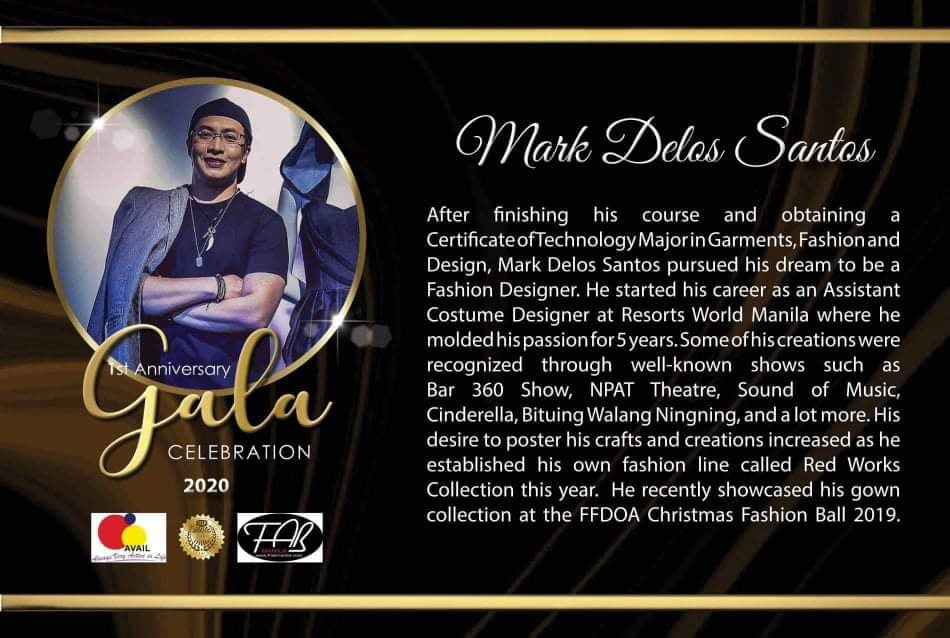 Mark Delos Santos
After finishing his course and obtaining a
Certificate of Technology Major in Garments, Fashion and
Design, Mark Delos Santos pursued his dream to be a
Fashion Designer. He started his career as an Assistant
Costume Designer at Resorts World Manila where he
molded his passion for 5 years. Some of his creations were
recognized through well-known shows such as
Bar 360 Show, NPAT Theatre, Sound of Music,
Cinderella, Bituing Walang Ningning, and a lot more. His
desire to poster his crafts and creations increased as he
established his own fashion line called Red Works
Collection this year. He recently showcased his gown
collection at the FFDOA Christmas Fashion Ball 2019.
1st Anniversary
Gala
CELEBRATION
2020
AVAIL
Always Very Active in Life
FAB